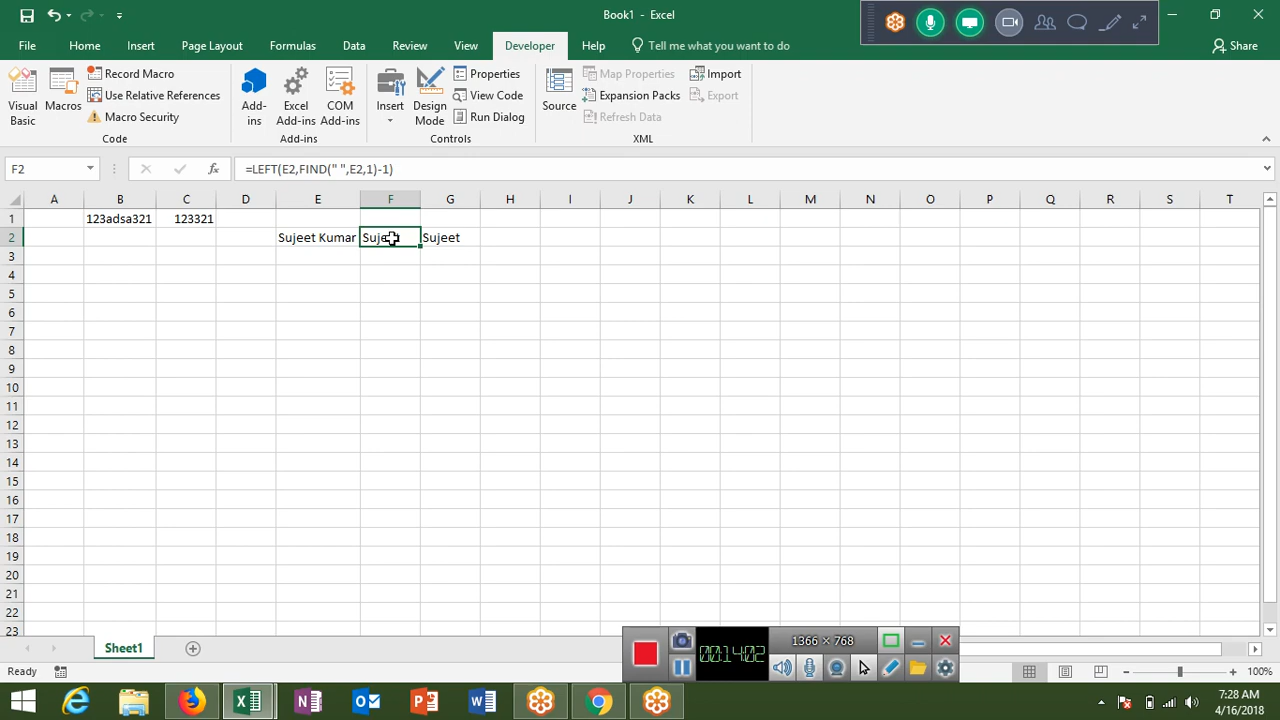 Book1 - Excel
File Home Insert Page Layout Formulas Data Review View Developer Help Tell me what you want to do Share
Visual Basic
Macros
Record Macro
Use Relative References
Macro Security
Code
Add-ins
Excel Add-ins
COM Add-ins
Add-ins
Insert
Design Mode
Properties
View Code
Run Dialog
Controls
Source
Map Properties
Expansion Packs
Refresh Data
Import
Export
XML
F2 fx =LEFT(E2,FIND(" ",E2,1)-1)
A B C D E F G H I J K L M N O P Q R S T
1 123adsa321 123321
2 Sujeet Kumar Sujeet Sujeet
3
4
5
6
7
8
9
10
11
12
13
14
15
16
17
18
19
20
21
22
23
Sheet1
1366 × 768
00:14:02
Ready 100%
7:28 AM
4/16/2018